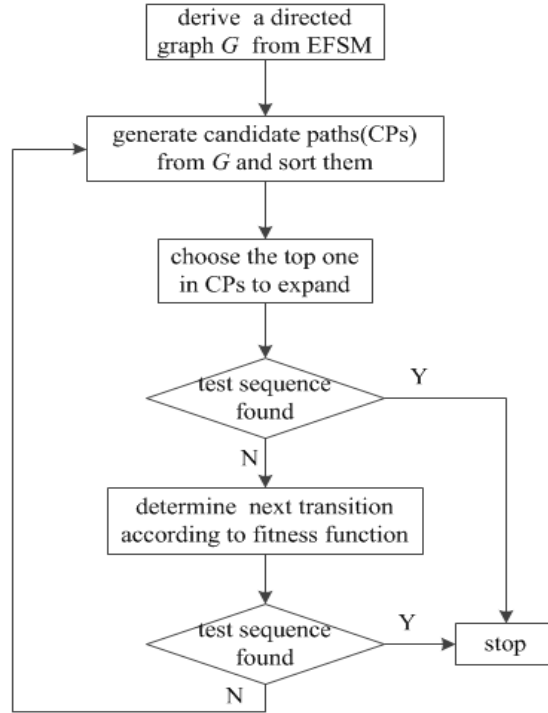 derive a directed
graph G from EFSM
generate candidate paths(CPs)
from G and sort them
choose the top one
in CPs to expand
test sequence
found
Y
N
determine next transition
according to fitness function
test sequence
found
Y
stop
N